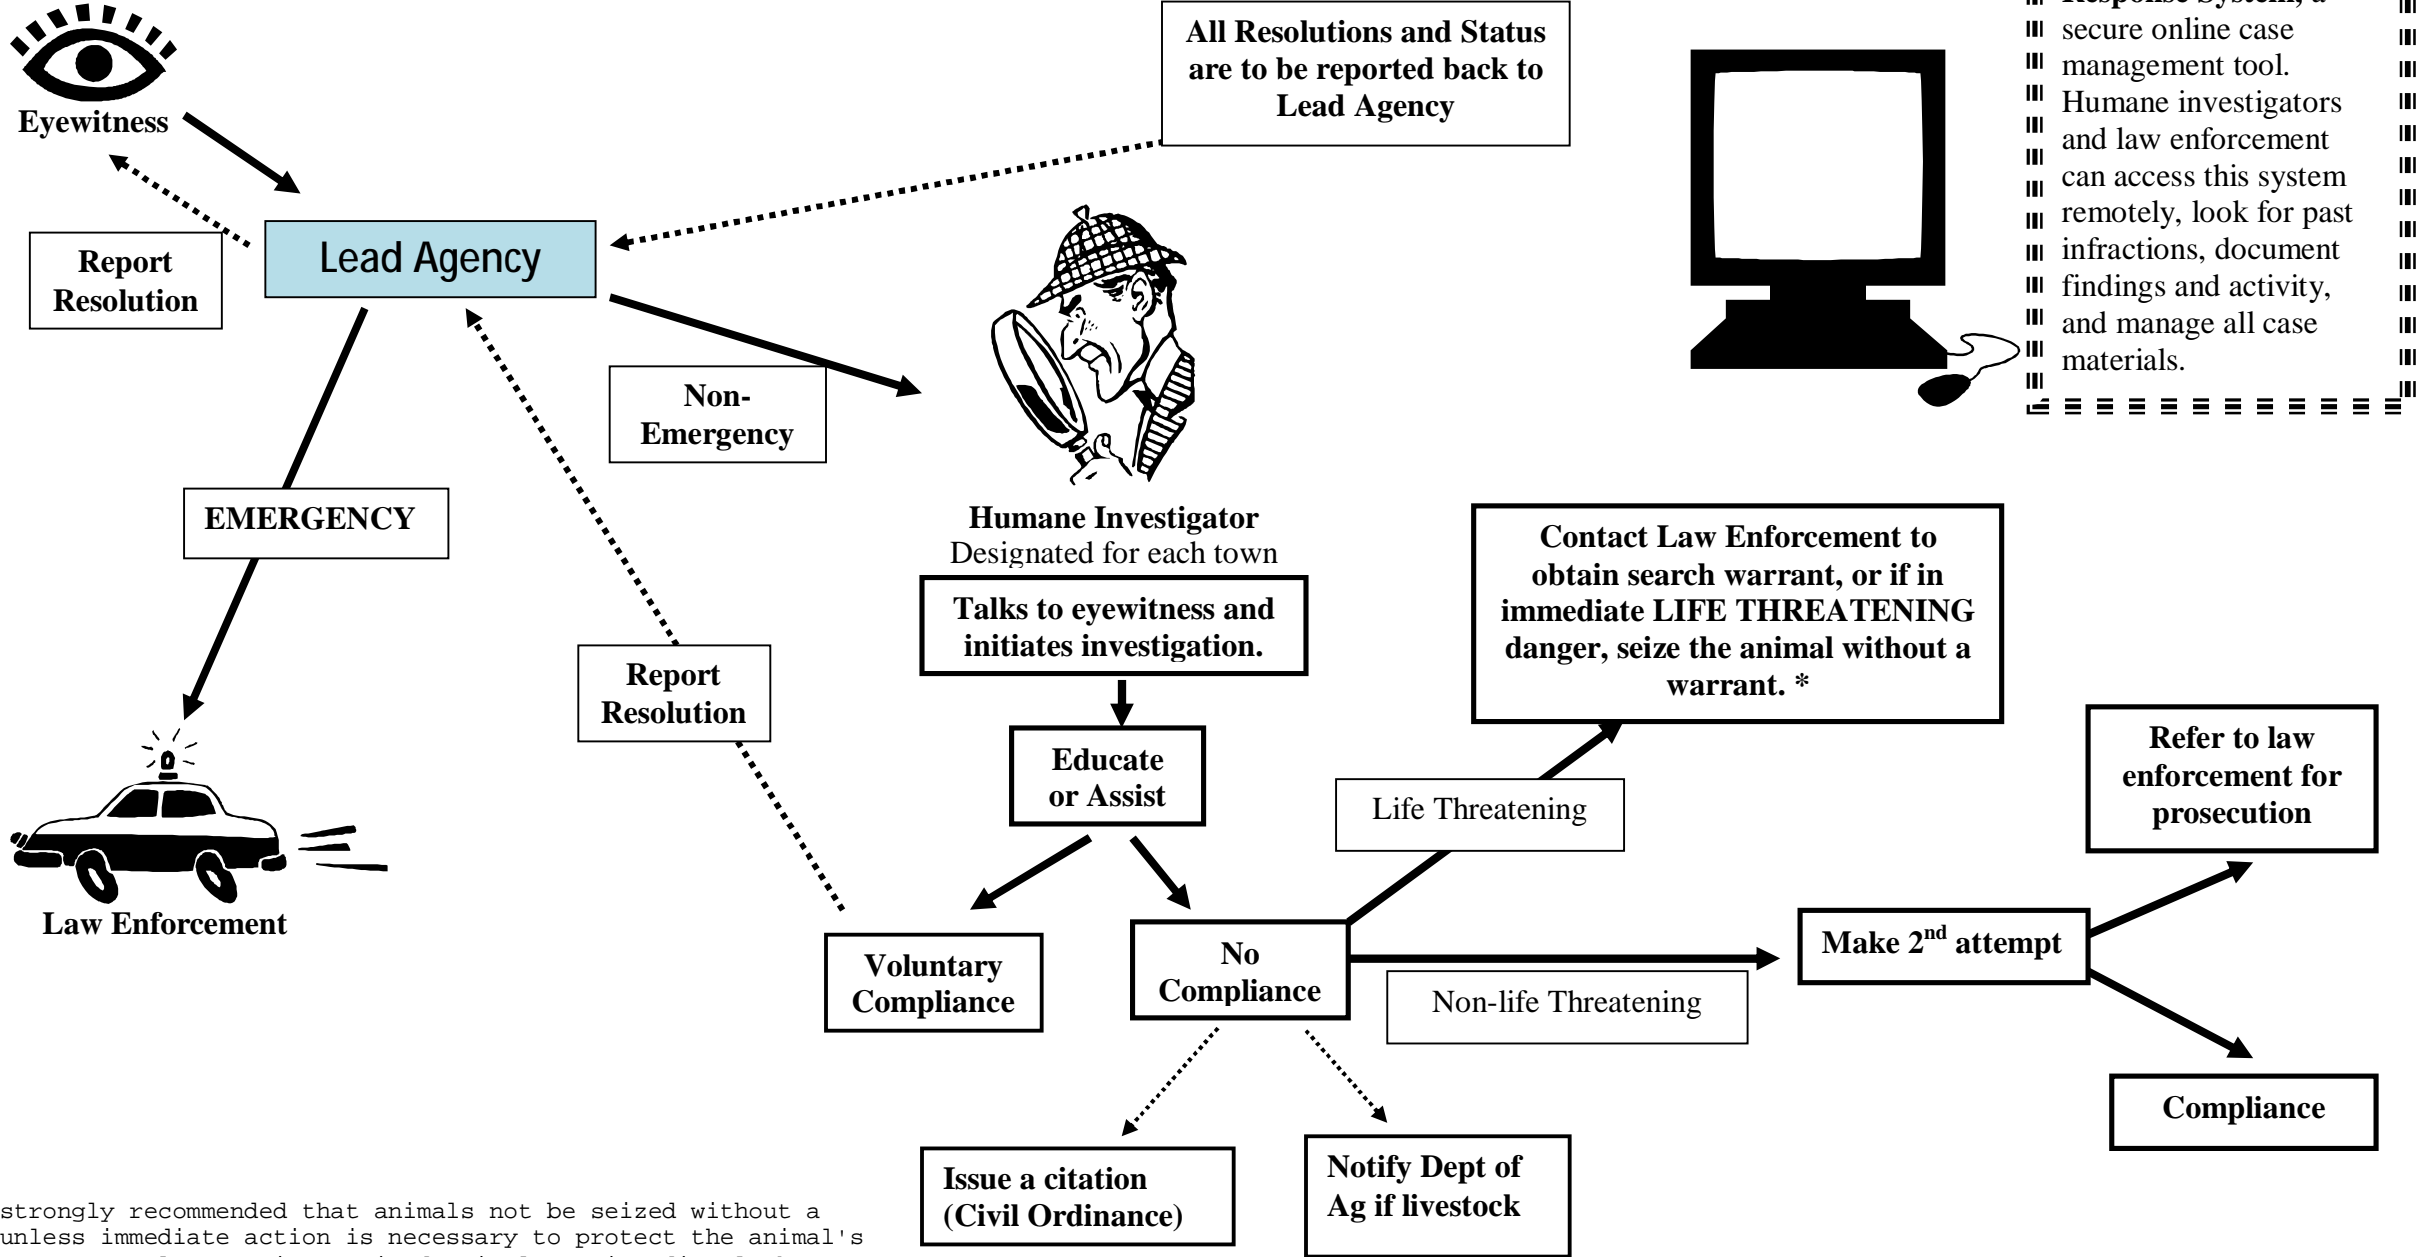 Eyewitness
All Resolutions and Status
are to be reported back to
Lead Agency
Response System, a
secure online case
management tool.
Humane investigators
and law enforcement
can access this system
remotely, look for past
infractions, document
findings and activity,
and manage all case
materials.
Report
Resolution
Lead Agency
Non-
Emergency
EMERGENCY
Humane Investigator
Designated for each town
Talks to eyewitness and
initiates investigation.
Contact Law Enforcement to
obtain search warrant, or if in
immediate LIFE THREATENING
danger, seize the animal without a
warrant. *
Report
Resolution
Educate
or Assist
Life Threatening
Refer to law
enforcement for
prosecution
Law Enforcement
Voluntary
Compliance
No
Compliance
Non-life Threatening
Make 2nd attempt
Compliance
Issue a citation
(Civil Ordinance)
Notify Dept of
Ag if livestock
strongly recommended that animals not be seized without a
unless immediate action is necessary to protect the animal's